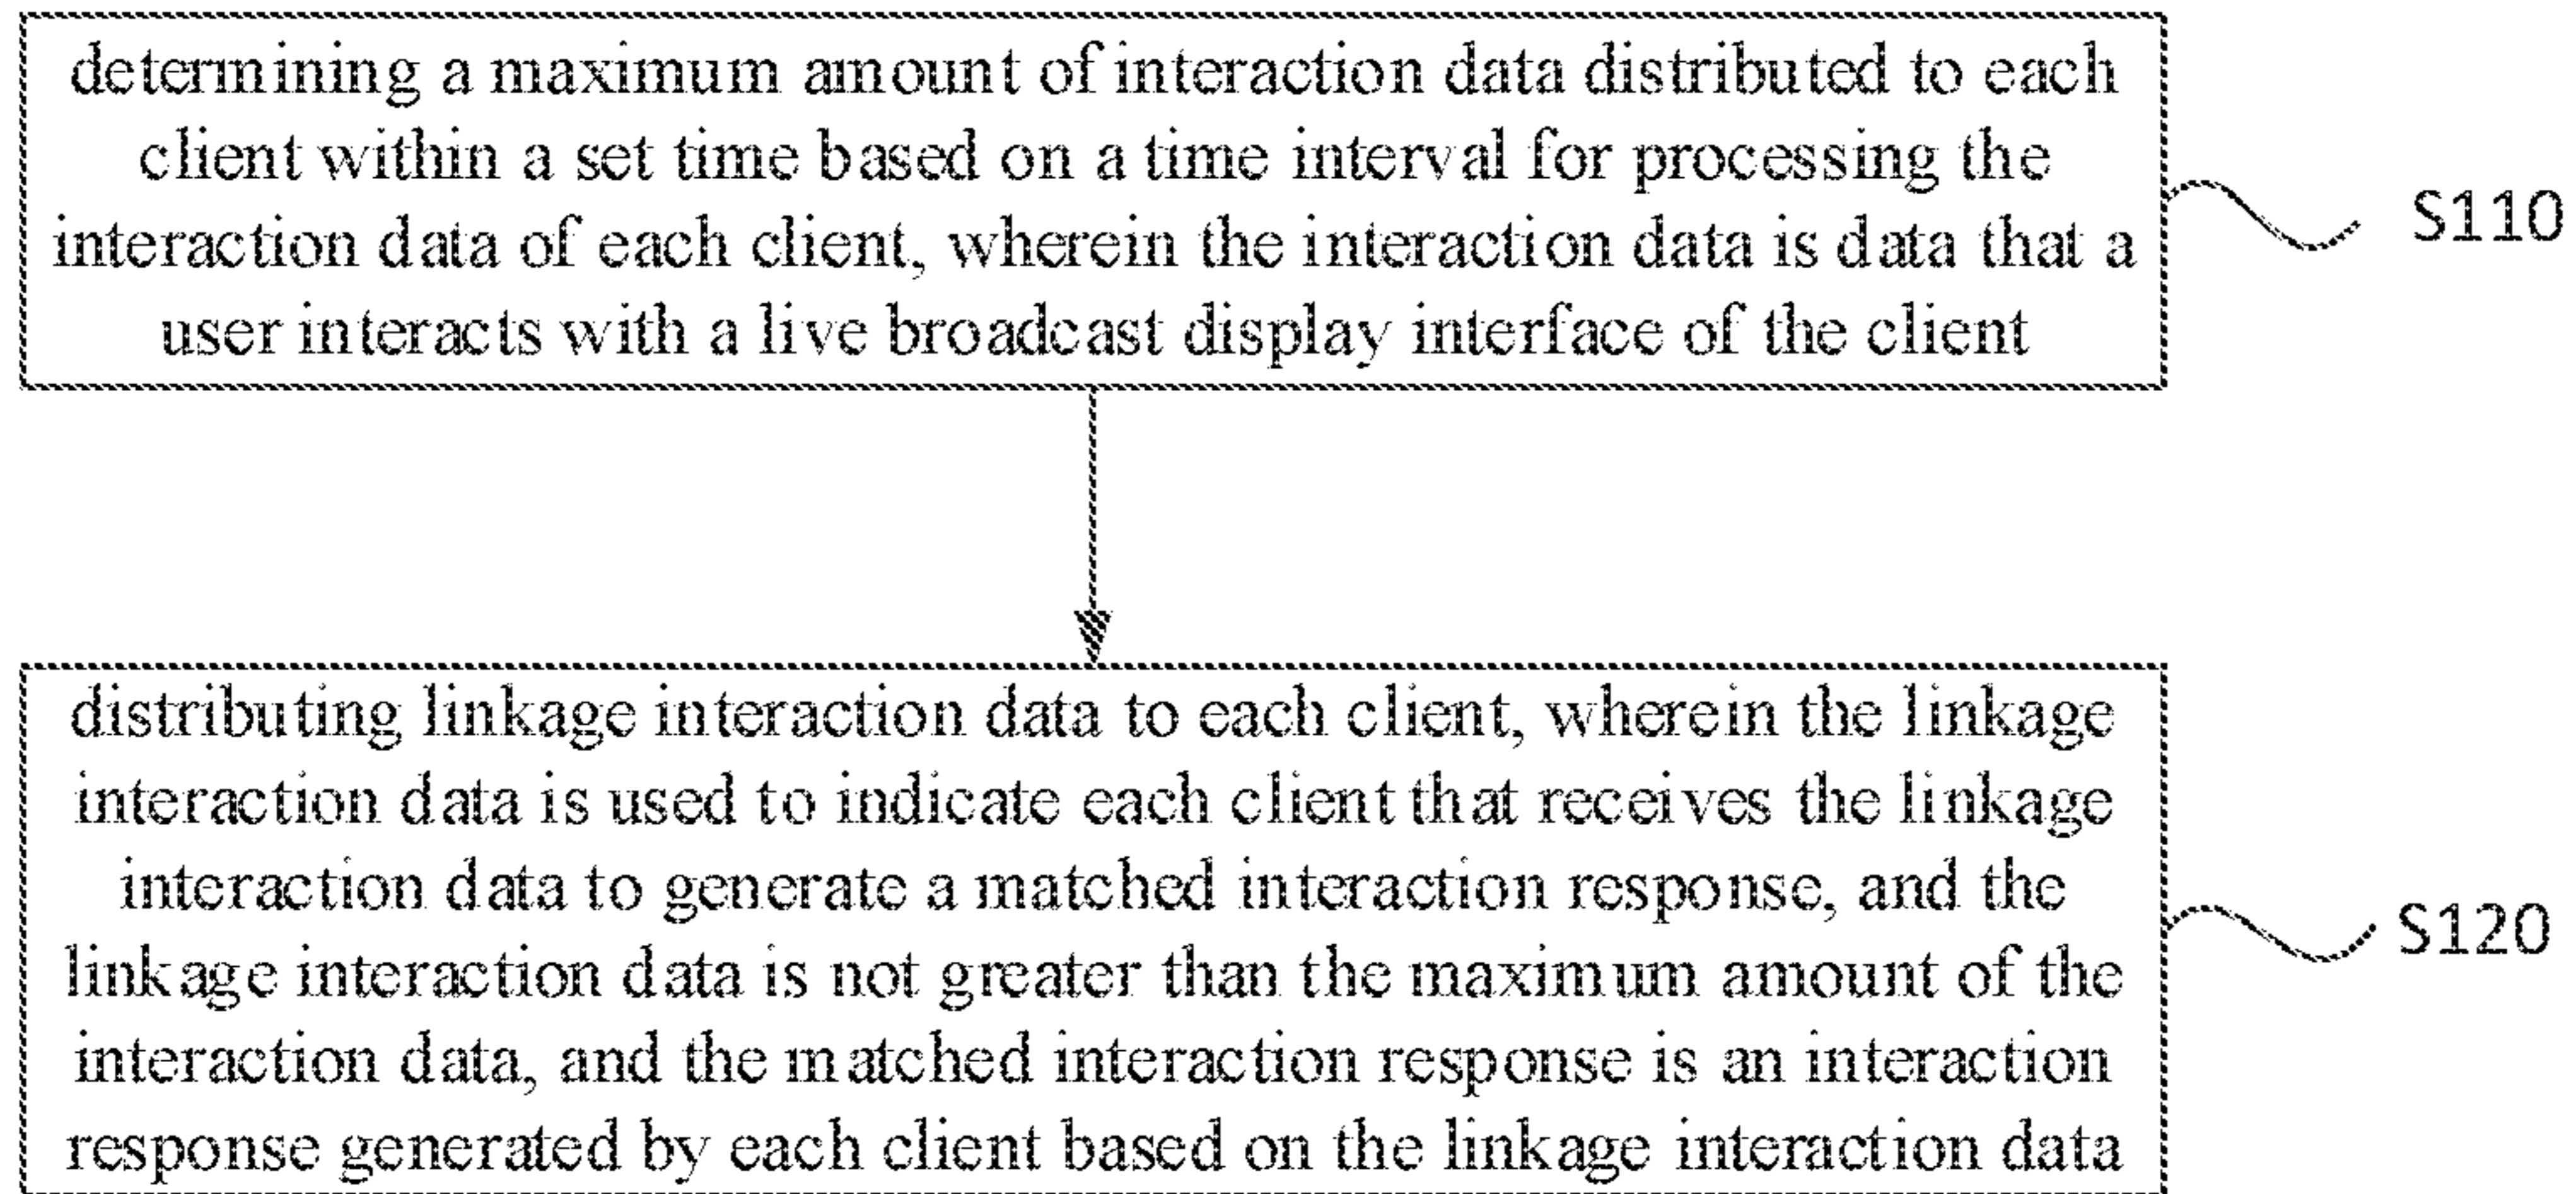 determining a maximum amount of interaction data distributed to each
client within a set time based on a time interval for processing the
interaction data of each client, wherein the interaction data is data that a
user interacts with a live broadcast display interface of the client
S110
distributing linkage interaction data to each client, wherein the linkage
interaction data is used to indicate each client that receives the linkage
interaction data to generate a matched interaction response, and the
linkage interaction data is not greater than the maximum amount of the
interaction data, and the matched interaction response is an interaction
response generated by each client based on the linkage interaction data
S120